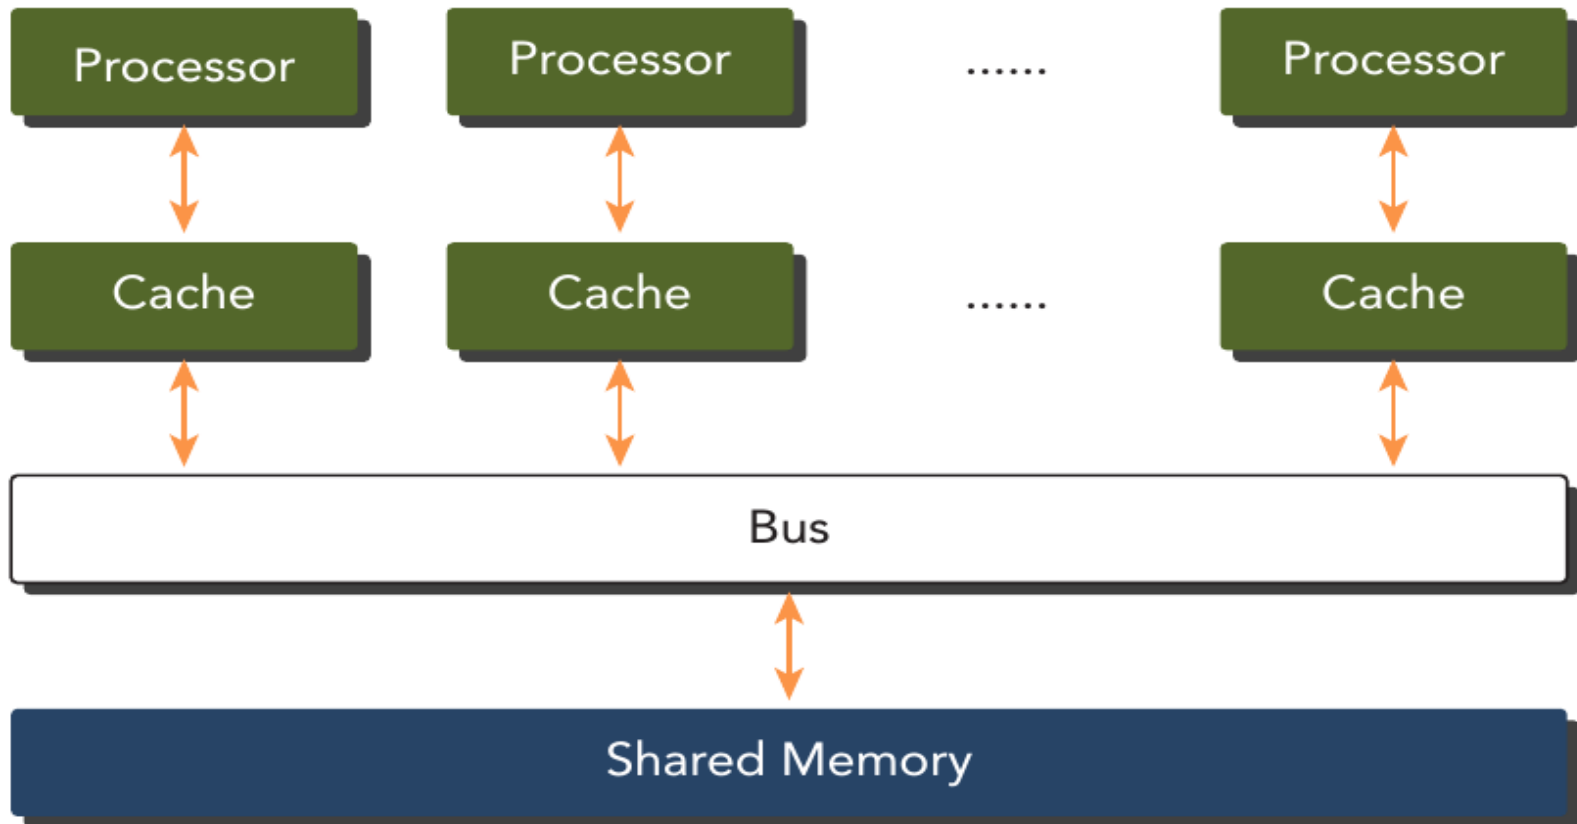 Processor Processor ...... Processor
Cache Cache ...... Cache
Bus
Shared Memory